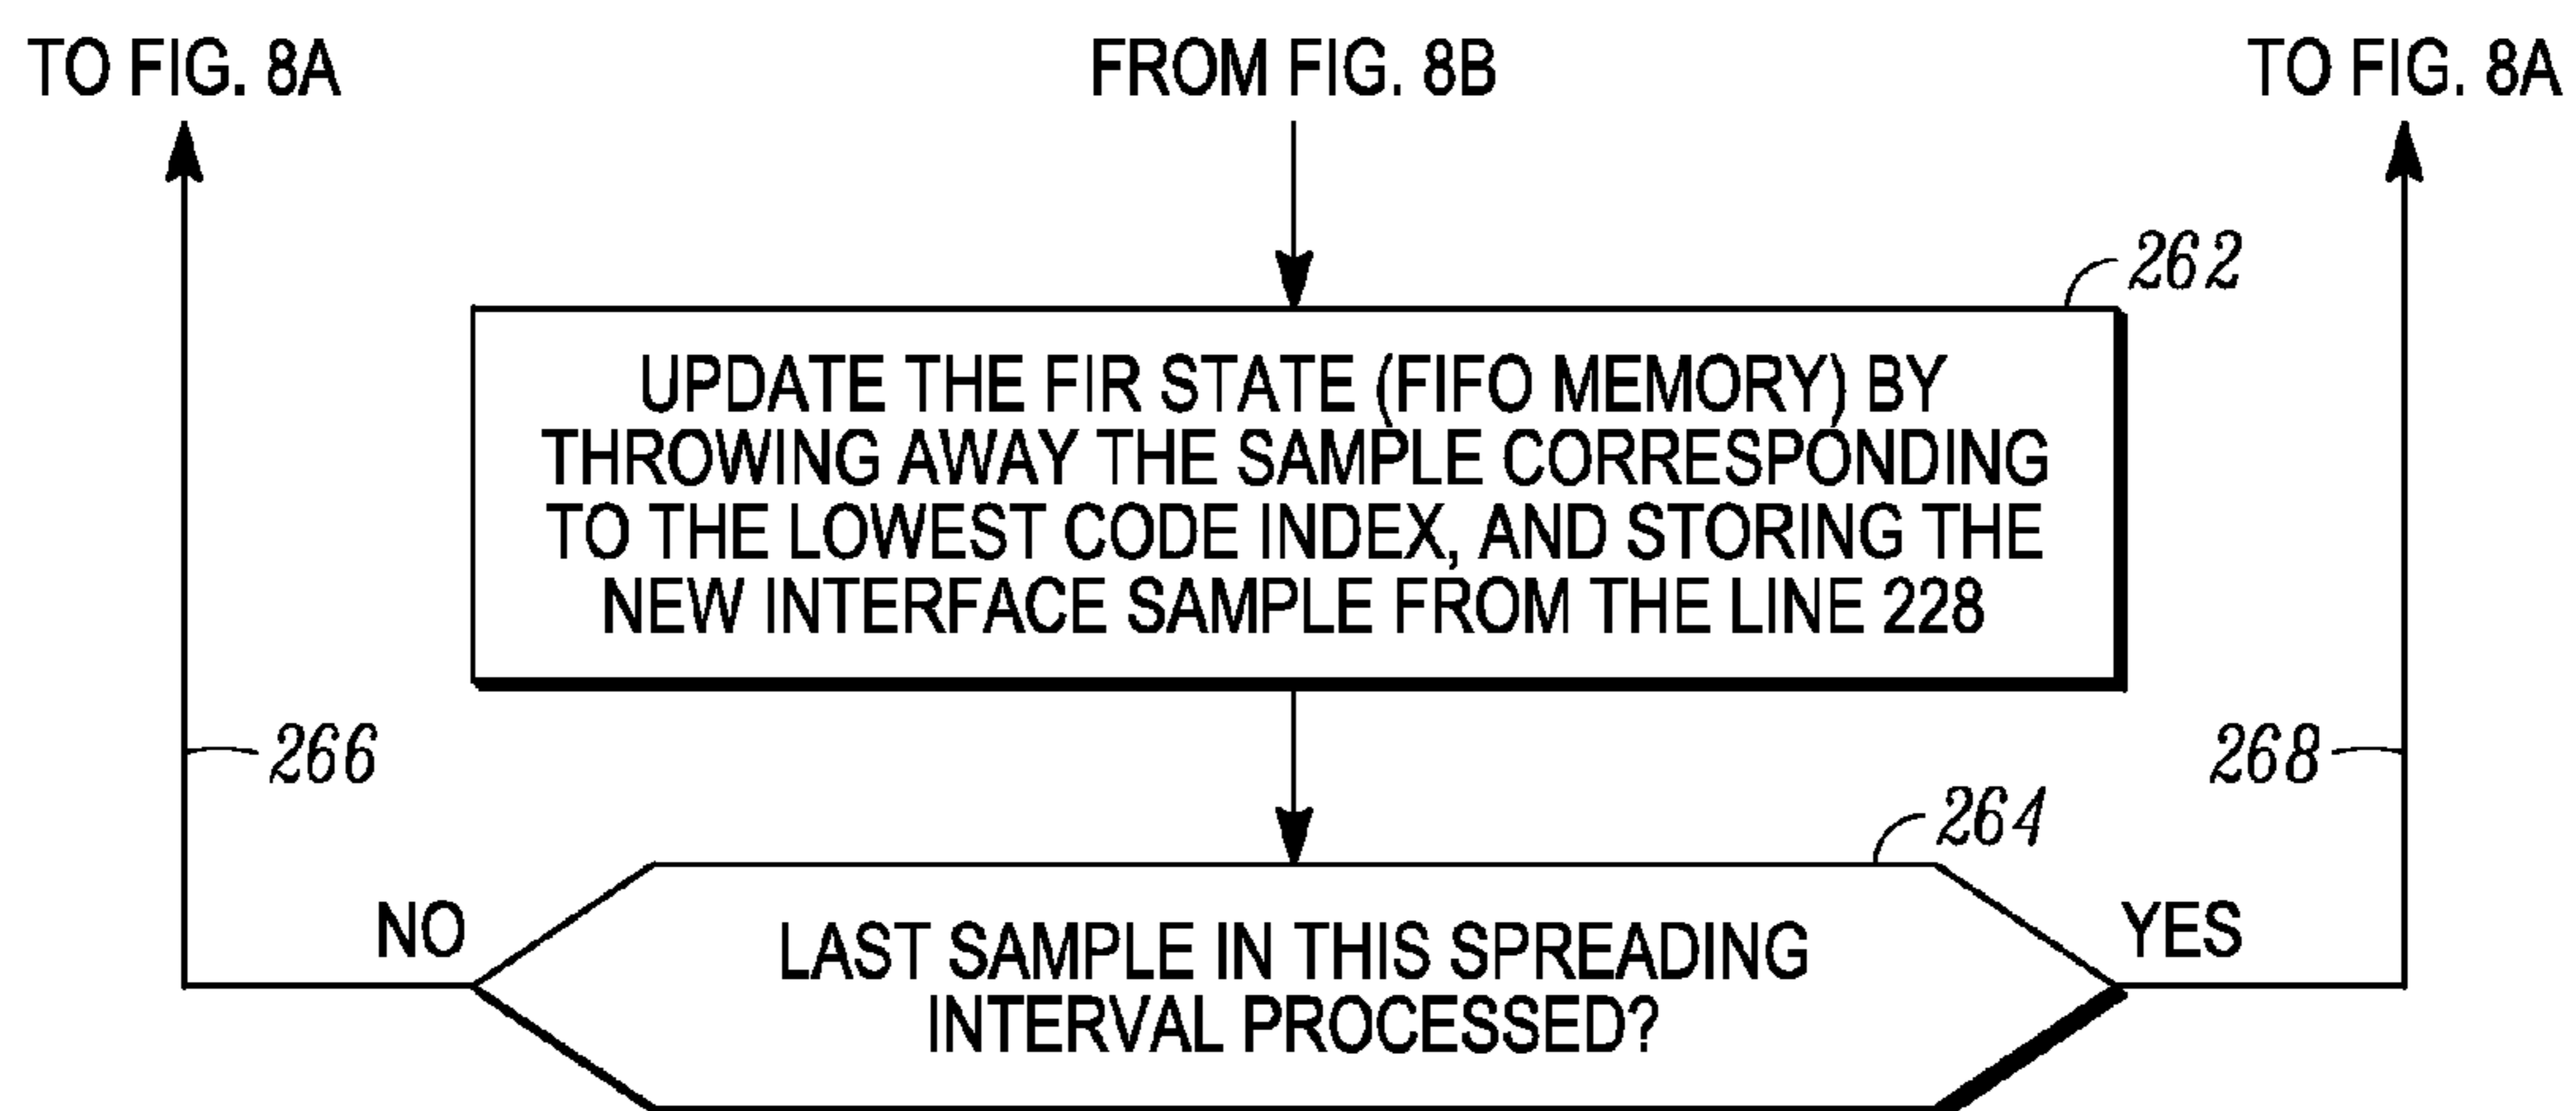 TO FIG. 8A
FROM FIG. 8B
TO FIG. 8A
262
UPDATE THE FIR STATE (FIFO MEMORY) BY
THROWING AWAY THE SAMPLE CORRESPONDING
TO THE LOWEST CODE INDEX, AND STORING THE
NEW INTERFACE SAMPLE FROM THE LINE 228
266
268
264
NO
YES
LAST SAMPLE IN THIS SPREADING
INTERVAL PROCESSED?